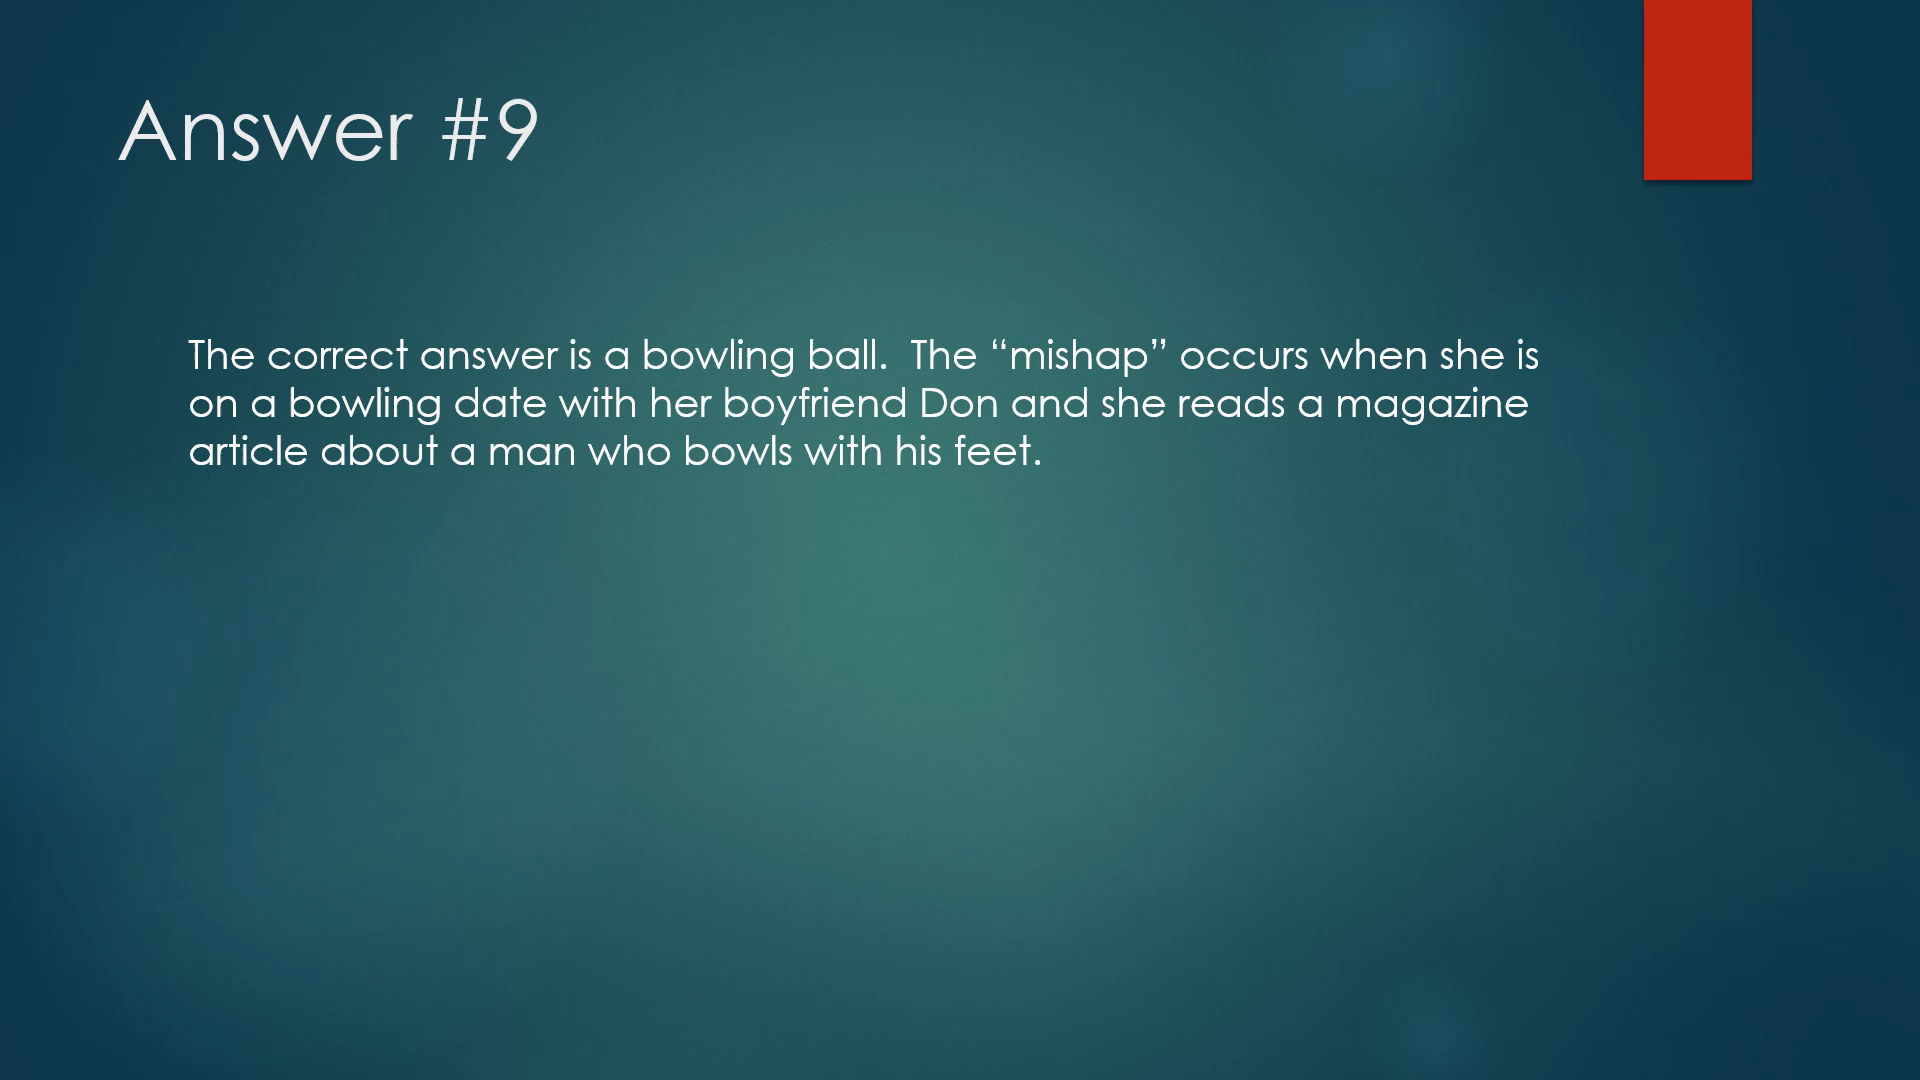 Answer #9
The correct answer is a bowling ball.  The “mishap” occurs when she is
on a bowling date with her boyfriend Don and she reads a magazine
article about a man who bowls with his feet.